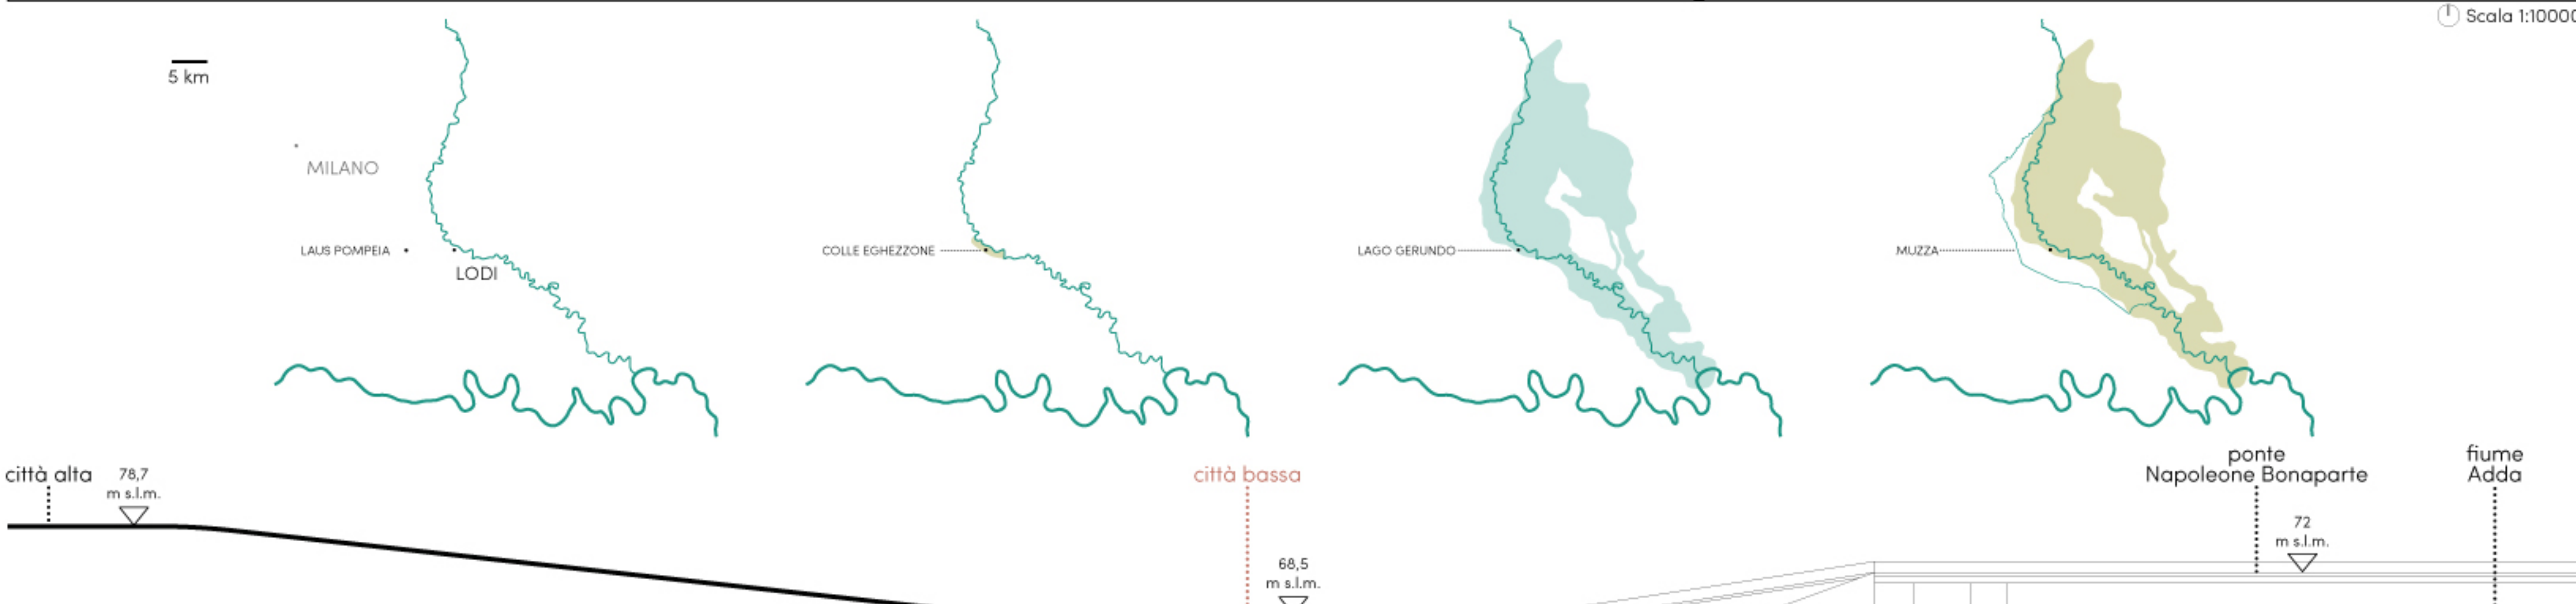 Scala 1:10000
5 km
MILANO
LAUS POMPEIA
LODI
COLLE EGHEZZONE
LAGO GERUNDO
MUZZA
città alta
78,7
m s.l.m.
città bassa
68,5
m s.l.m.
ponte
Napoleone Bonaparte
72
m s.l.m.
fiume
Adda